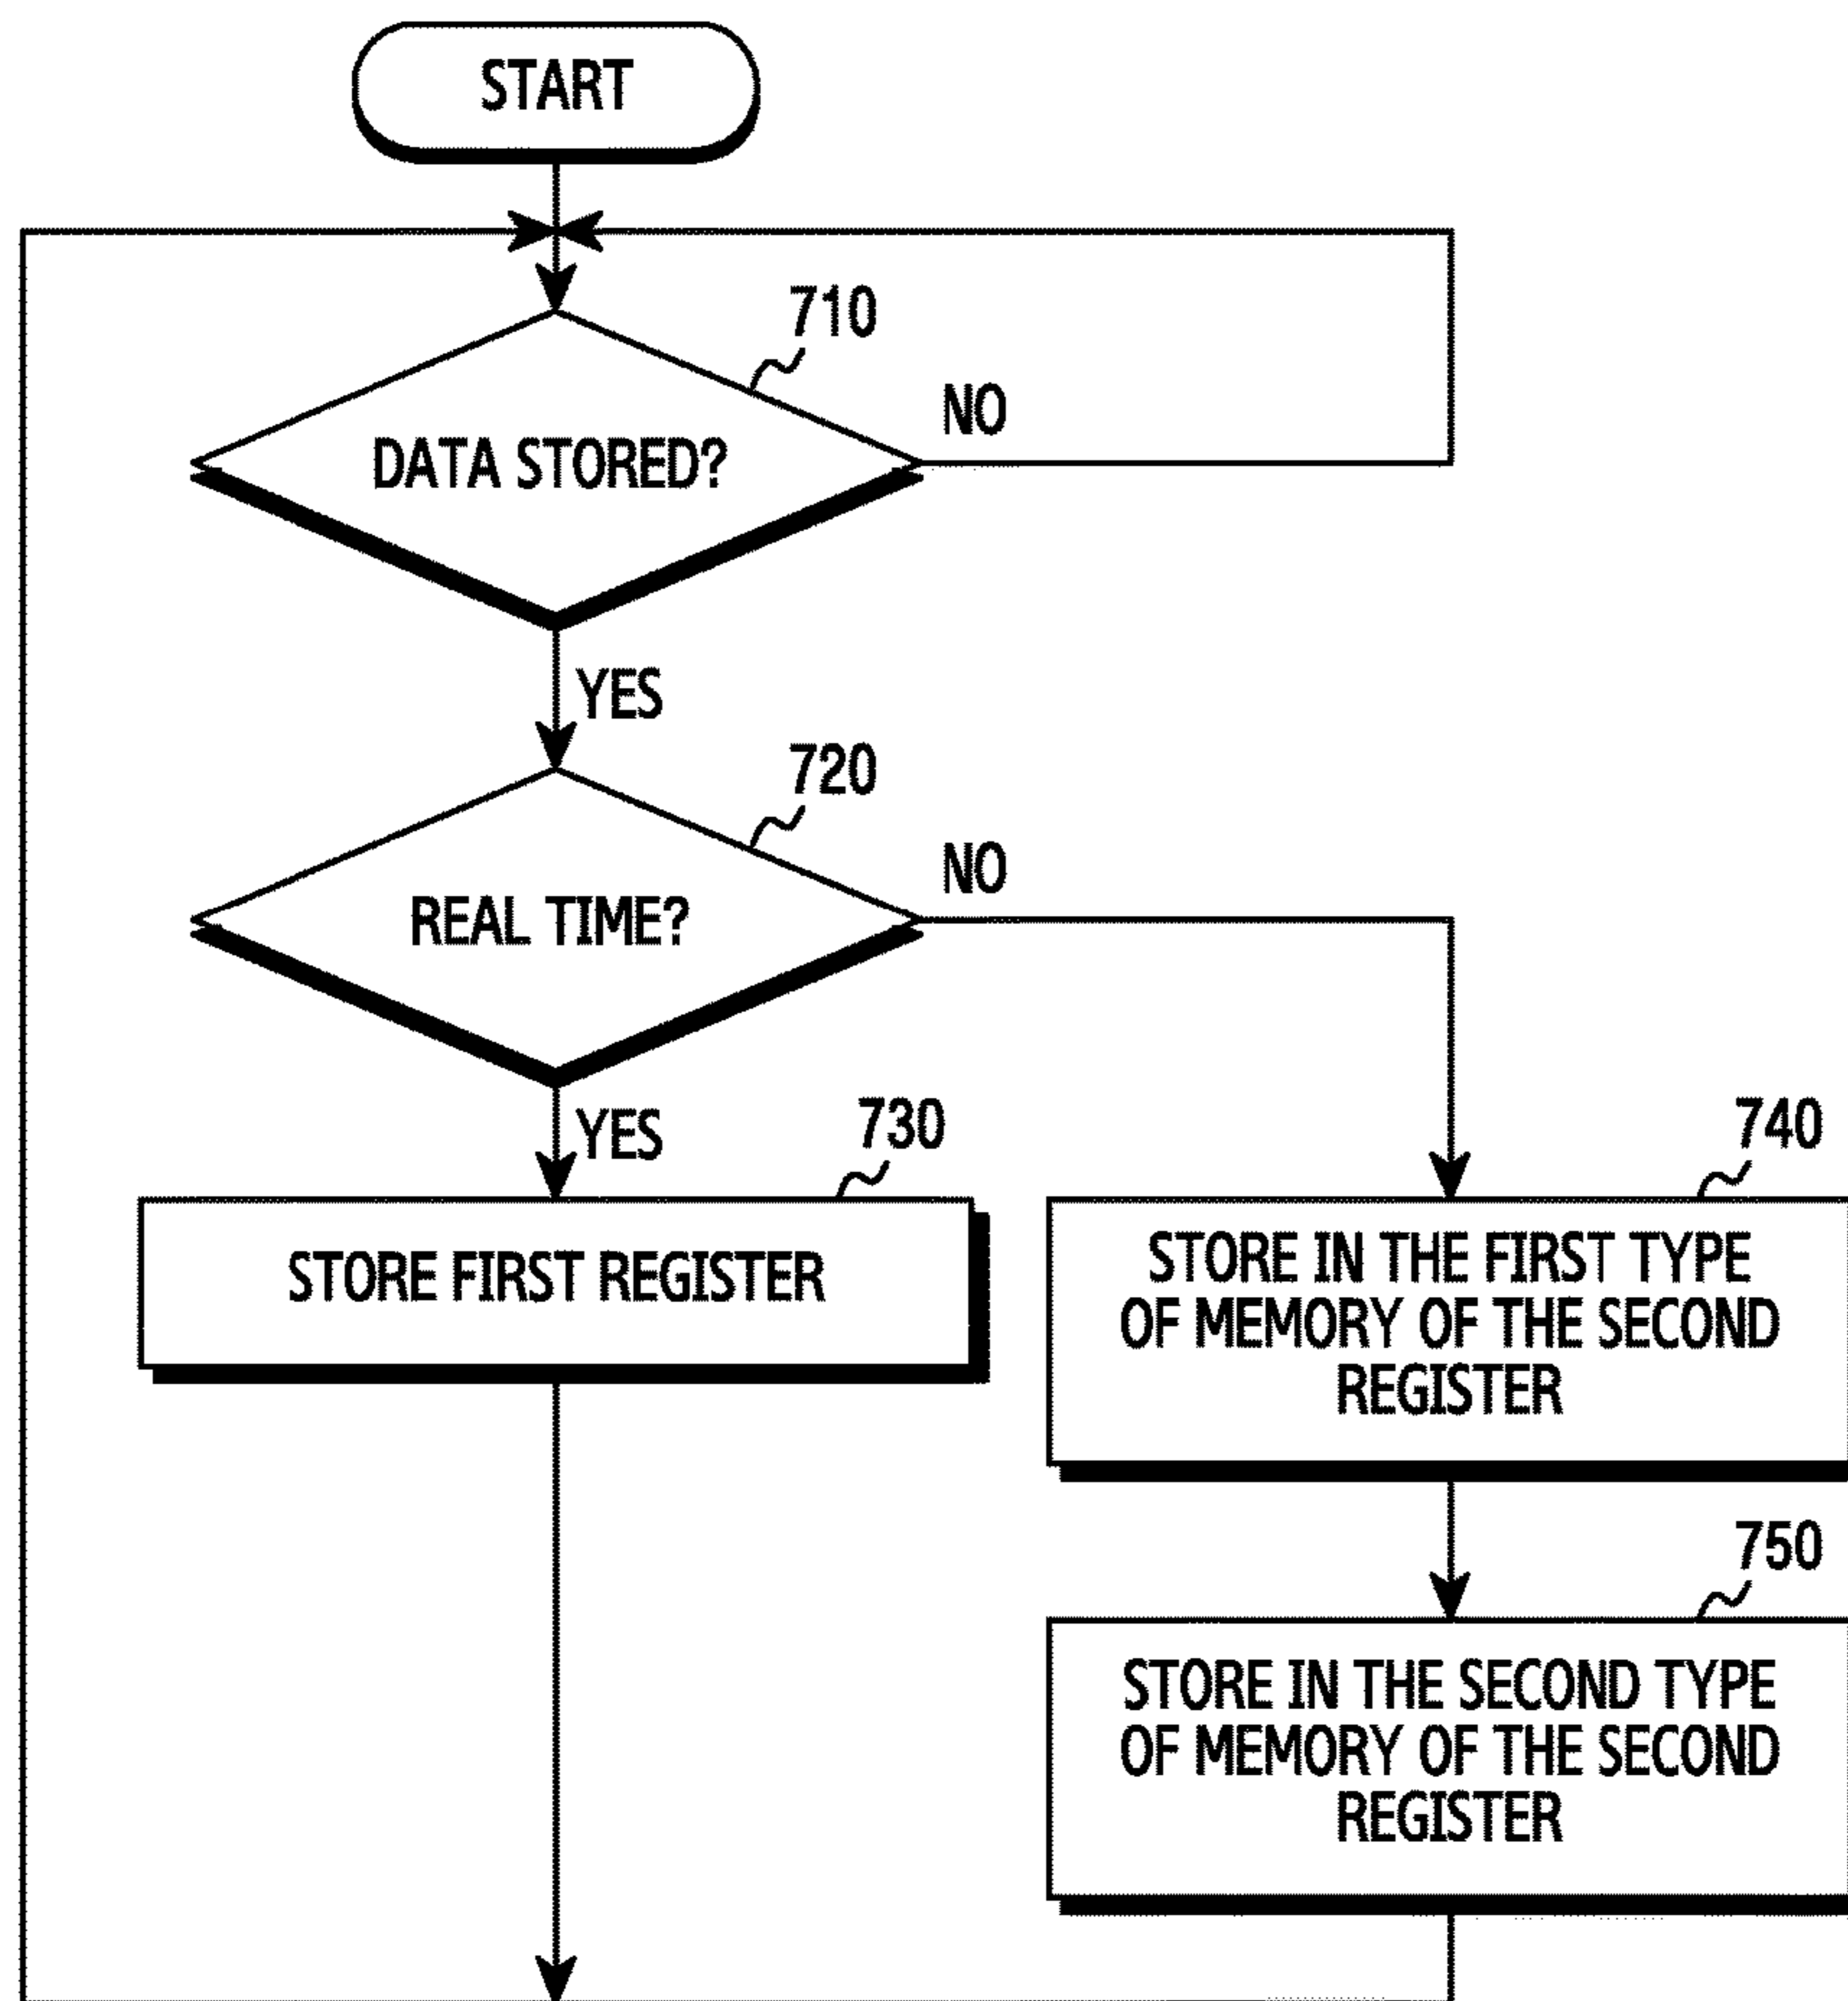 START
710
NO
DATA STORED?
YES
720
NO
REAL TIME?
YES
730
740
STORE FIRST REGISTER
STORE IN THE FIRST TYPE
OF MEMORY OF THE SECOND
REGISTER
750
STORE IN THE SECOND TYPE
OF MEMORY OF THE SECOND
REGISTER